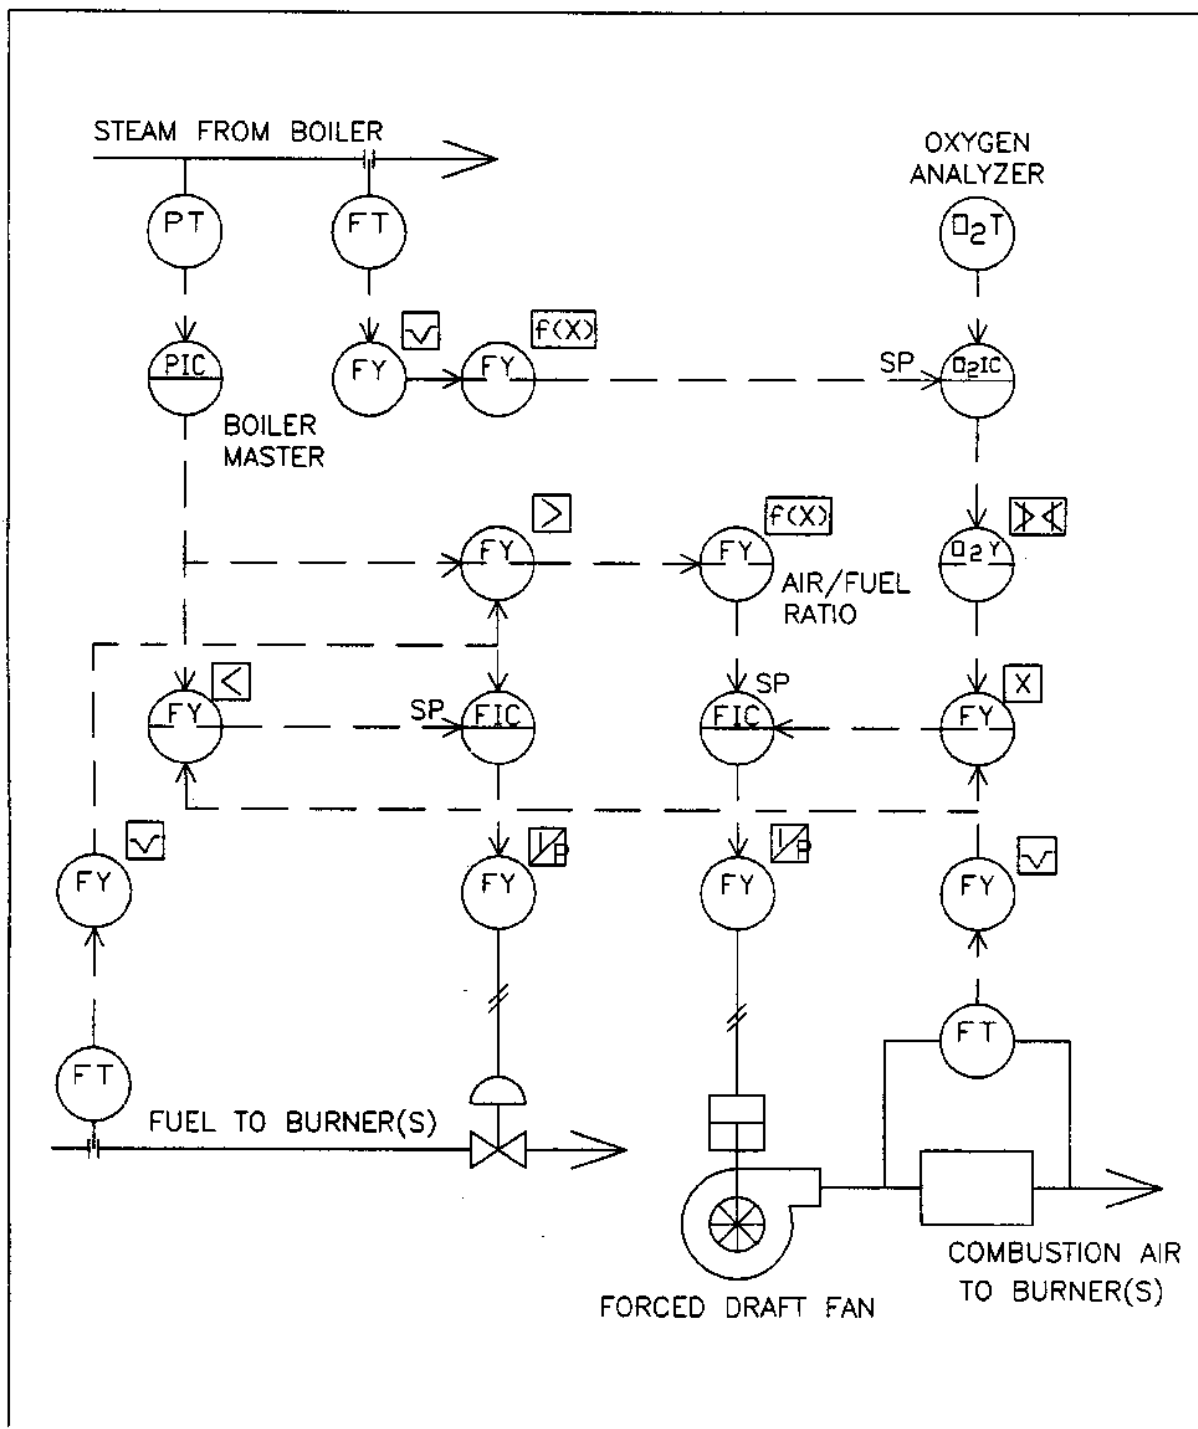 STEAM FROM BOILER
OXYGEN
ANALYZER
PT
FT
O2T
√
f(X)
PIC
FY
FY
SP
O2IC
BOILER
MASTER
>
f(X)
FY
FY
O2Y
AIR/FUEL
RATIO
<
SP
X
FY
SP
FIC
FIC
FY
√
I/P
I/P
√
FY
FY
FY
FY
FT
FT
FUEL TO BURNER(S)
COMBUSTION AIR
TO BURNER(S)
FORCED DRAFT FAN